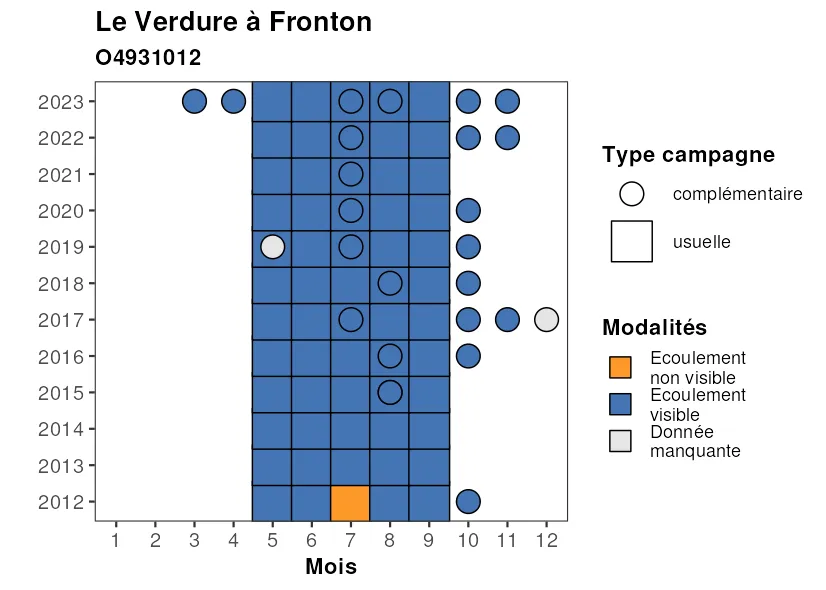 Le Verdure à Fronton
O4931012
2023
2022
2021
2020
2019
2018
2017
2016
2015
2014
2013
2012
1 2 3 4 5 6 7 8 9 10 11 12
Mois
Type campagne
complémentaire
usuelle
Modalités
Ecoulement
non visible
Ecoulement
visible
Donnée
manquante